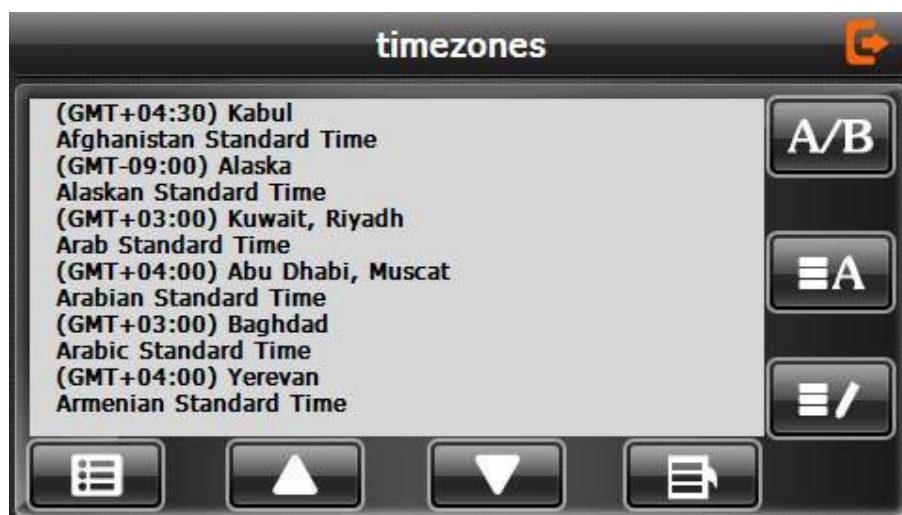 timezones
(GMT+04:30) Kabul
Afghanistan Standard Time
(GMT-09:00) Alaska
Alaskan Standard Time
(GMT+03:00) Kuwait, Riyadh
Arab Standard Time
(GMT+04:00) Abu Dhabi, Muscat
Arabian Standard Time
(GMT+03:00) Baghdad
Arabic Standard Time
(GMT+04:00) Yerevan
Armenian Standard Time
A/B
A